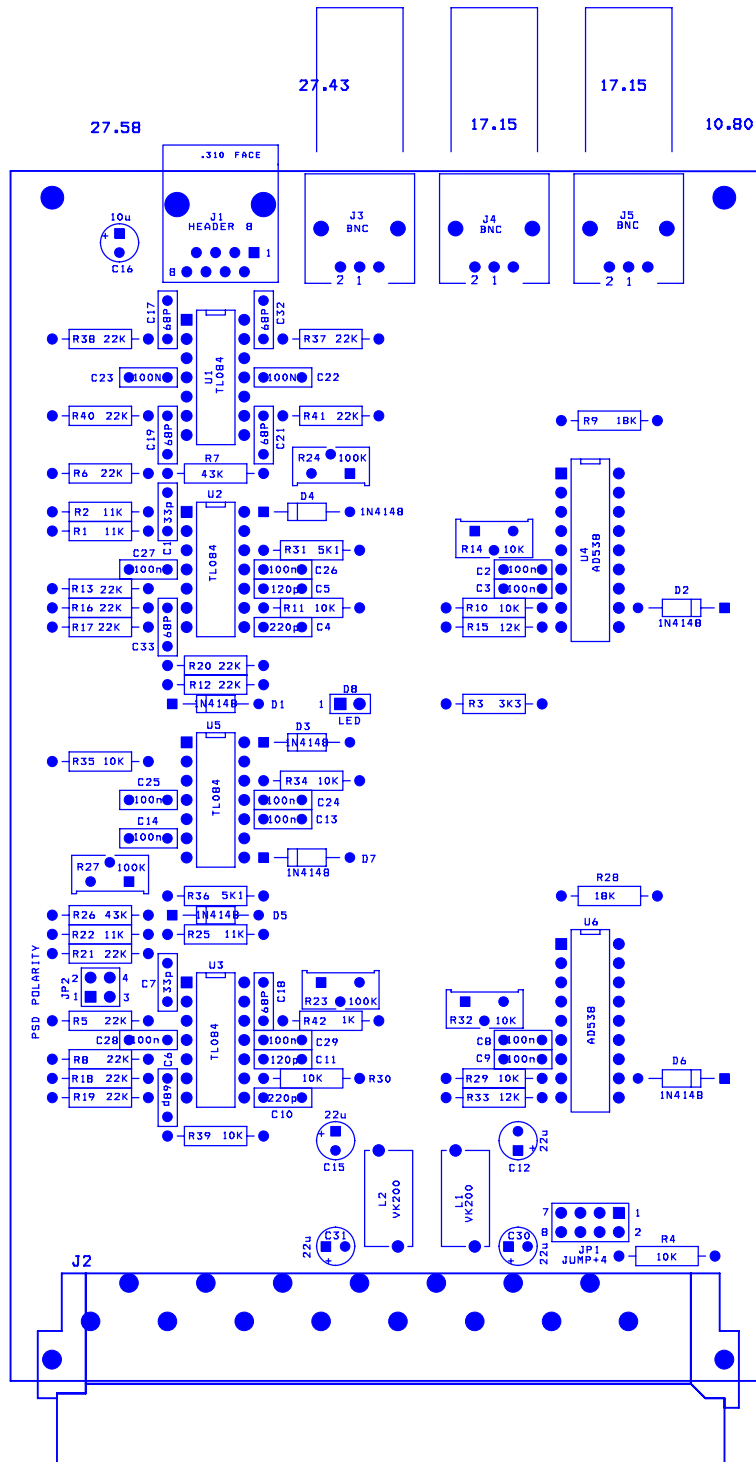 27.43
17.15
27.58
17.15
10.80
.310 FACE
10u
+
C16
J1
HEADER 8
1
8
J3
BNC
2 1
J4
BNC
2 1
J5
BNC
2 1
C17
68P
C32
68P
R38 22K
R37 22K
U1
TL084
C23
100N
100N
C22
R40 22K
R41 22K
C19
68P
68P
C21
R9 18K
R24
100K
R7
43K
R6 22K
R2 11K
R1 11K
33p
C1
U2
TL084
D4
1N4148
R14
10K
U4
AD538
C27
100n
R31 5K1
100n
C26
120p
C5
C2
100n
C3
100n
R13 22K
R16 22K
R17 22K
R11 10K
220p
C4
R10 10K
R15 12K
D2
1N4148
68P
C33
R20 22K
R12 22K
1N4148
D1
D8
1
LED
R3 3K3
U5
TL084
D3
1N4148
R35 10K
R34 10K
C25
100n
100n
C24
C14
100n
100n
C13
R27
100K
D7
1N4148
R36 5K1
R28
18K
R26 43K
1N4148
D5
R22 11K
R25 11K
U6
AD538
R21 22K
PSD POLARITY
JP2
2
4
1
3
C7
33p
U3
TL084
68P
C18
R23
100K
R32
10K
R5 22K
R42 1K
C28
100n
100n
C29
C8
100n
R8 22K
C6
120p
C11
C9
100n
R18 22K
10K
R30
R29 10K
D6
1N4148
R19 22K
68P
220p
C10
R33 12K
R39 10K
22u
+
C15
22u
+
C12
L2
VK200
L1
VK200
7
1
8
2
JP1
JUMP+4
22u
C31
+
C30
22u
+
R4
10K
J2